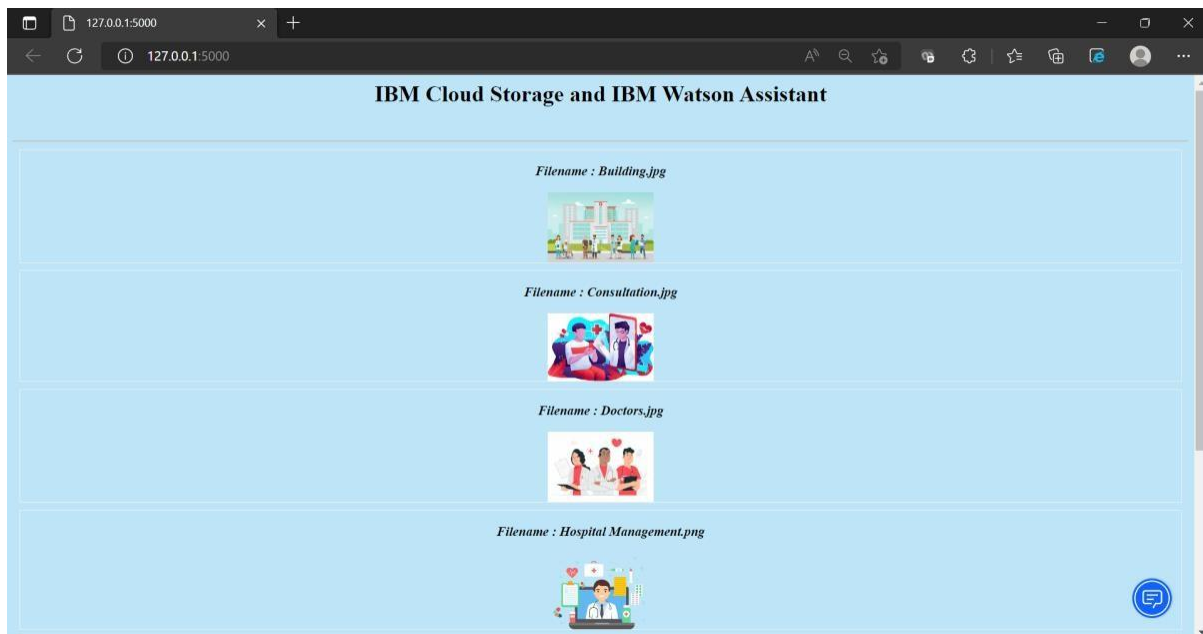 127.0.0.1:5000
127.0.0.1:5000
IBM Cloud Storage and IBM Watson Assistant
Filename : Building.jpg
Filename : Consultation.jpg
Filename : Doctors.jpg
Filename : Hospital Management.png